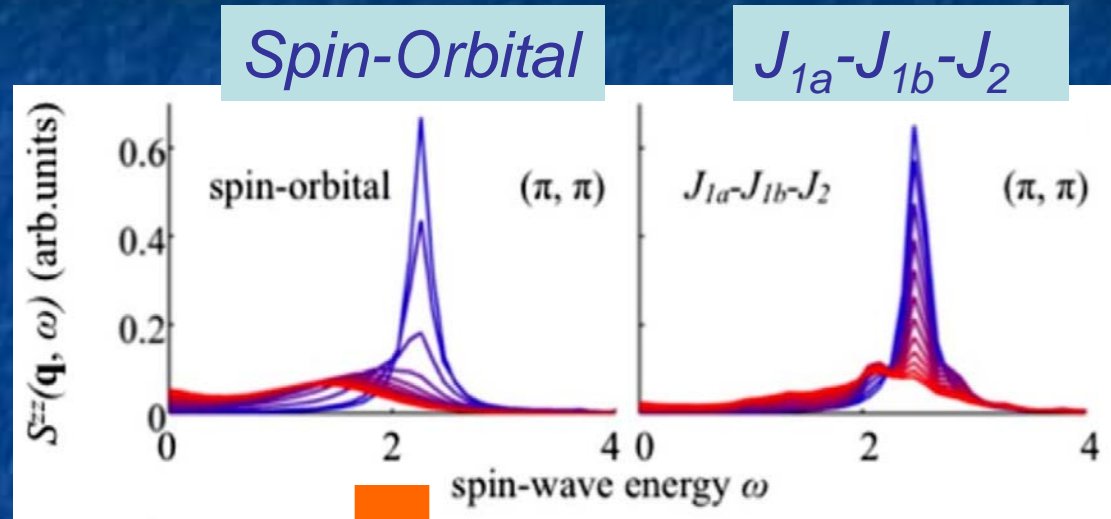 Spin-Orbital
J1a-J1b-J2
Szz(q, ω) (arb.units)
0.6
0.4
0.2
0
spin-orbital (π, π)
J1a-J1b-J2 (π, π)
0 2 4 0 2 4
spin-wave energy ω